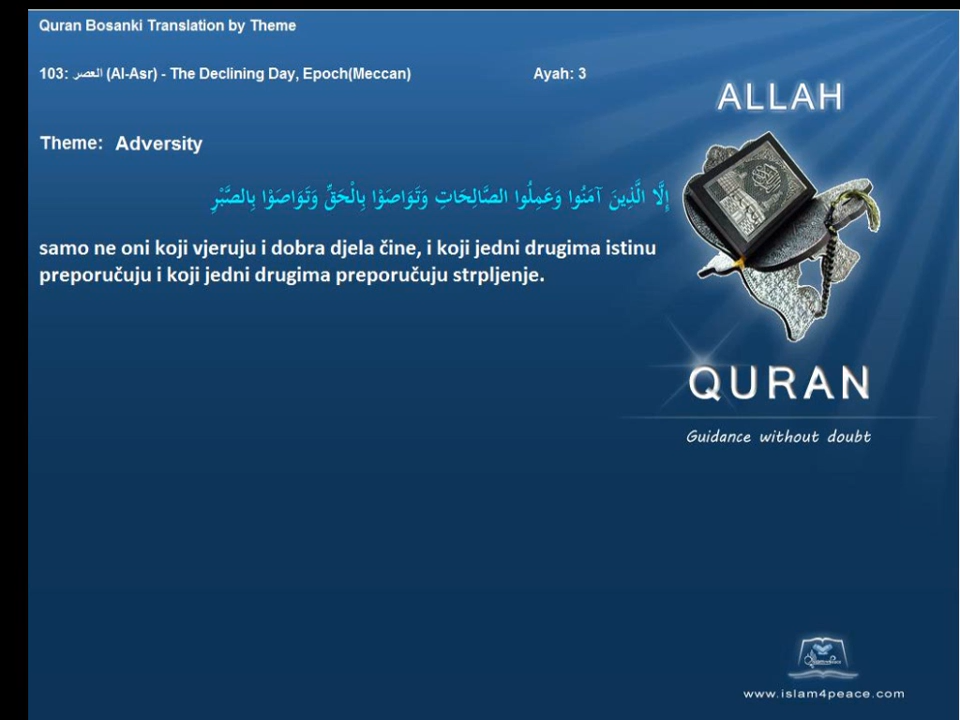 Quran Bosanki Translation by Theme
103: العصر (Al-Asr) - The Declining Day, Epoch(Meccan) Ayah: 3
Theme: Adversity
إِلَّا الَّذِينَ آمَنُوا وَعَمِلُوا الصَّالِحَاتِ وَتَوَاصَوْا بِالْحَقِّ وَتَوَاصَوْا بِالصَّبْرِ
samo ne oni koji vjeruju i dobra djela čine, i koji jedni drugima istinu
preporučuju i koji jedni drugima preporučuju strpljenje.
ALLAH
QURAN
Guidance without doubt
www.islam4peace.com